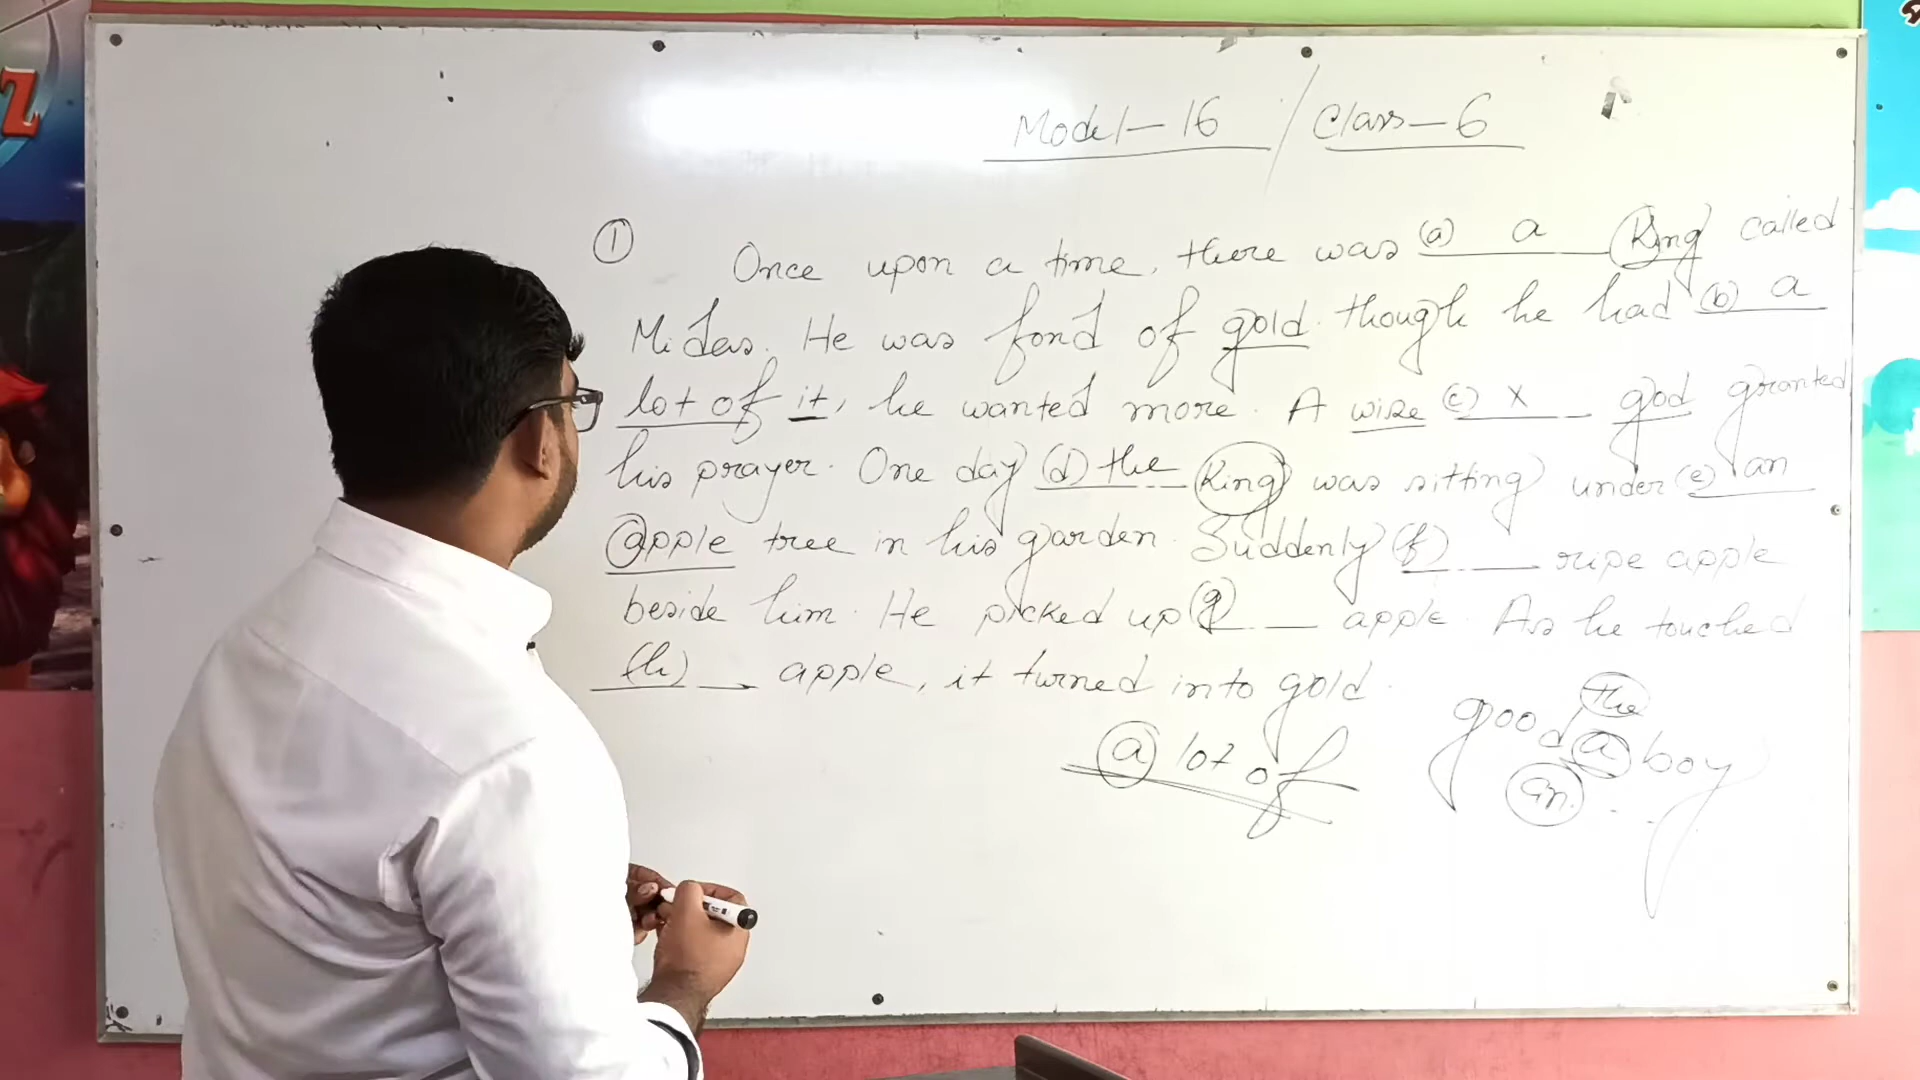 Model-16 / Class-6
① Once upon a time, there was (a) a King called
Midas. He was fond of gold. though he had (b) a
lot of it, he wanted more. A wise (c) x god granted
his prayer. One day (d) the King was sitting under (e) an
apple tree in his garden. Suddenly (f) ___ ripe apple
beside him. He picked up (g) ___ apple. As he touched
(h) ___ apple, it turned into gold.
a lot of
good the a an boy
Z